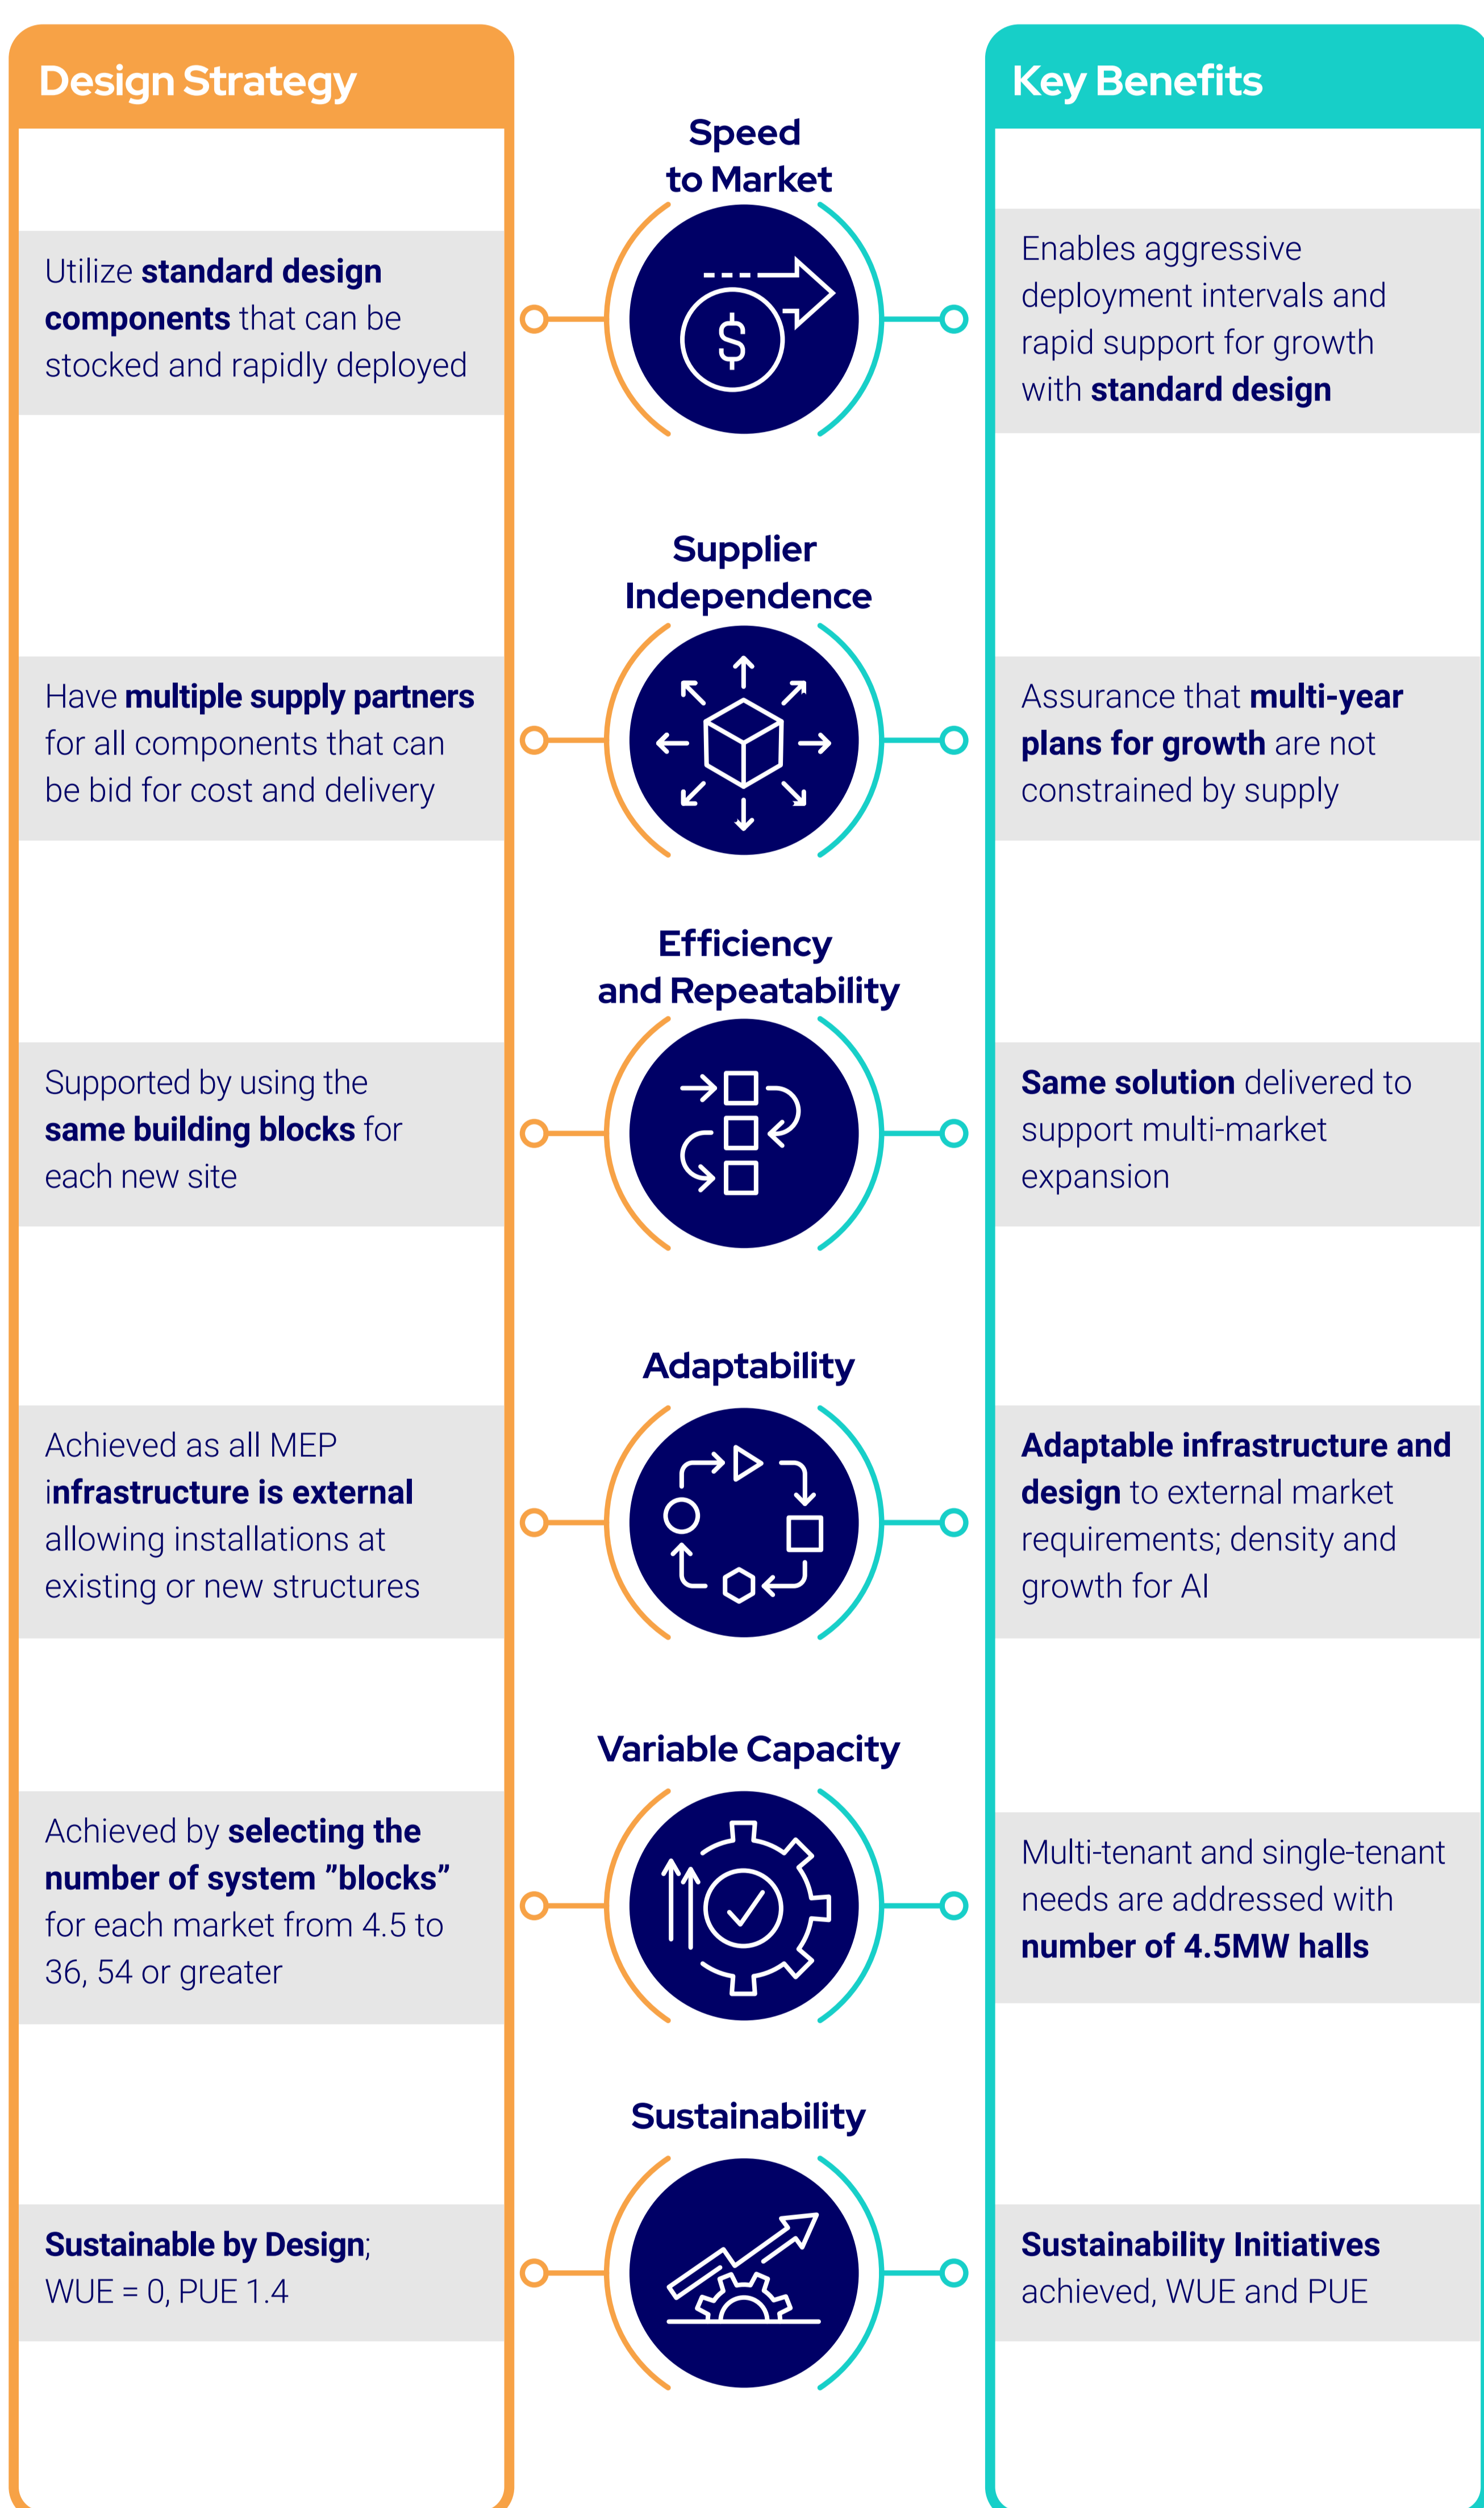 Design Strategy
Key Benefits
Speed
to Market
Utilize standard design
components that can be
stocked and rapidly deployed
$
Enables aggressive
deployment intervals and
rapid support for growth
with standard design
Supplier
Independence
Have multiple supply partners
for all components that can
be bid for cost and delivery
Assurance that multi-year
plans for growth are not
constrained by supply
Efficiency
and Repeatability
Supported by using the
same building blocks for
each new site
Same solution delivered to
support multi-market
expansion
Adaptability
Achieved as all MEP
infrastructure is external
allowing installations at
existing or new structures
Adaptable infrastructure and
design to external market
requirements; density and
growth for AI
Variable Capacity
Achieved by selecting the
number of system ”blocks”
for each market from 4.5 to
36, 54 or greater
Multi-tenant and single-tenant
needs are addressed with
number of 4.5MW halls
Sustainability
Sustainable by Design;
WUE = 0, PUE 1.4
Sustainability Initiatives
achieved, WUE and PUE